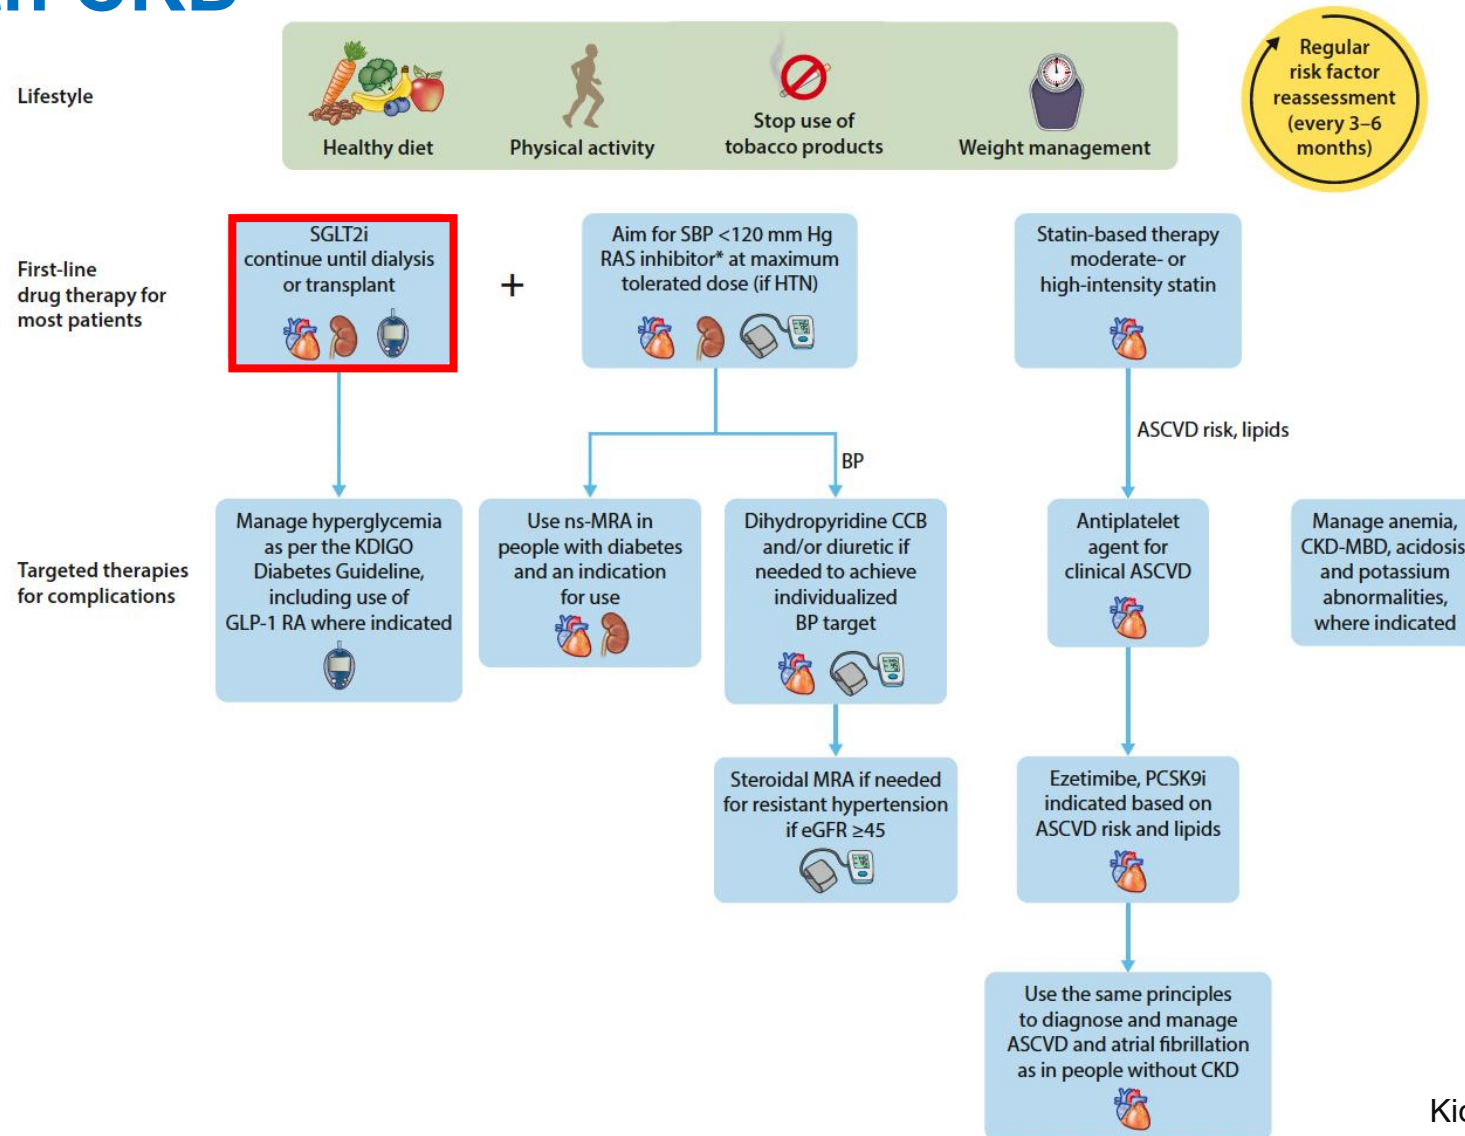 CKD
Lifestyle
Healthy diet
Physical activity
Stop use of
tobacco products
Weight management
Regular
risk factor
reassessment
(every 3–6
months)
First-line
drug therapy for
most patients
SGLT2i
continue until dialysis
or transplant
+
Aim for SBP <120 mm Hg
RAS inhibitor* at maximum
tolerated dose (if HTN)
Statin-based therapy
moderate- or
high-intensity statin
BP
ASCVD risk, lipids
Targeted therapies
for complications
Manage hyperglycemia
as per the KDIGO
Diabetes Guideline,
including use of
GLP-1 RA where indicated
Use ns-MRA in
people with diabetes
and an indication
for use
Dihydropyridine CCB
and/or diuretic if
needed to achieve
individualized
BP target
Antiplatelet
agent for
clinical ASCVD
Manage anemia,
CKD-MBD, acidosis
and potassium
abnormalities,
where indicated
Steroidal MRA if needed
for resistant hypertension
if eGFR ≥45
Ezetimibe, PCSK9i
indicated based on
ASCVD risk and lipids
Use the same principles
to diagnose and manage
ASCVD and atrial fibrillation
as in people without CKD